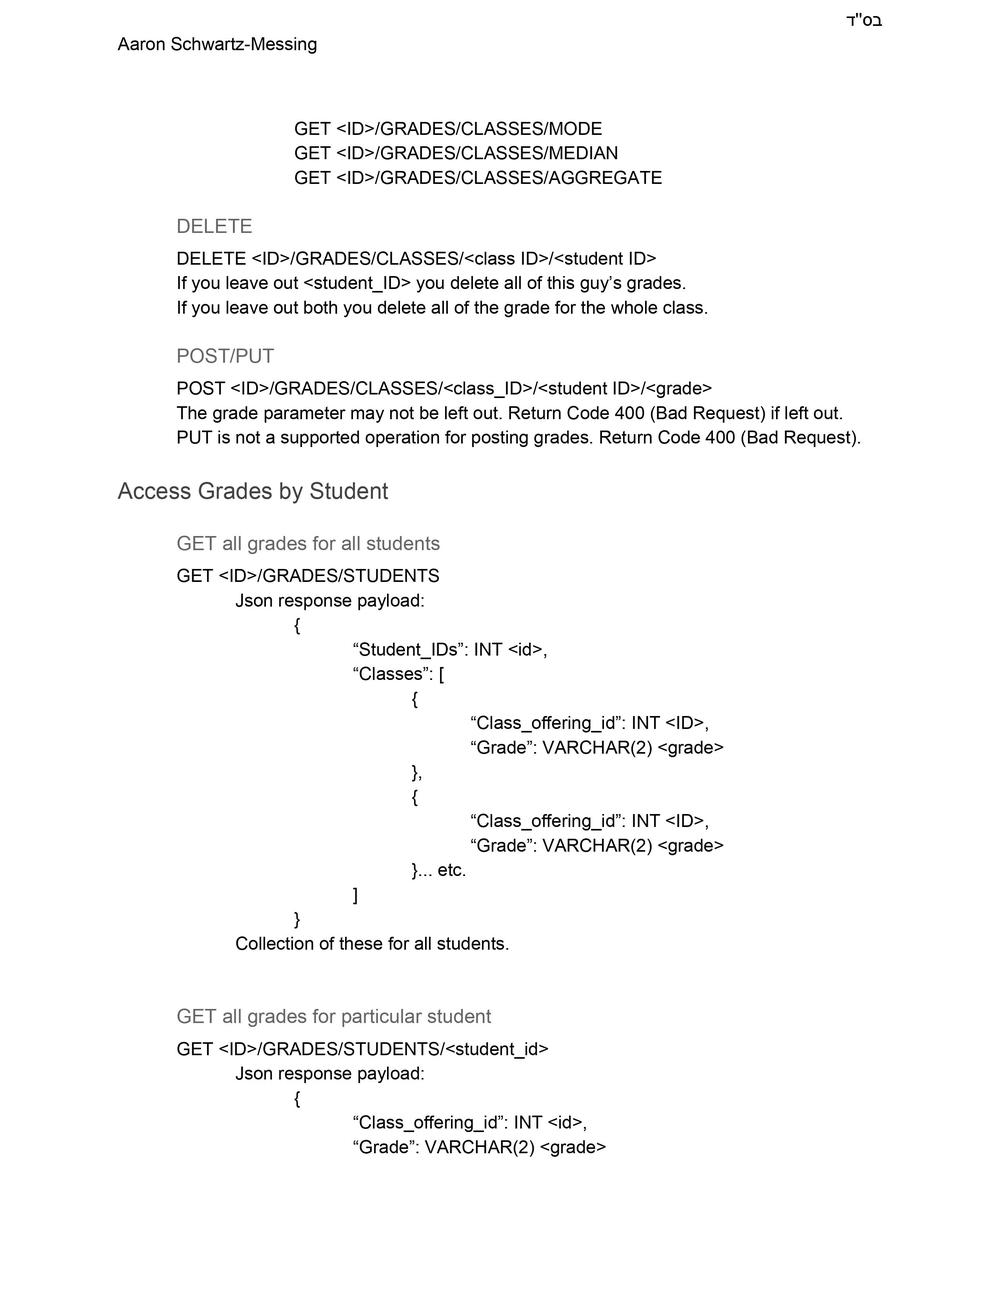 בס"ד
Aaron Schwartz-Messing
GET <ID>/GRADES/CLASSES/MODE
GET <ID>/GRADES/CLASSES/MEDIAN
GET <ID>/GRADES/CLASSES/AGGREGATE
DELETE
DELETE <ID>/GRADES/CLASSES/<class ID>/<student ID>
If you leave out <student_ID> you delete all of this guy’s grades.
If you leave out both you delete all of the grade for the whole class.
POST/PUT
POST <ID>/GRADES/CLASSES/<class_ID>/<student ID>/<grade>
The grade parameter may not be left out. Return Code 400 (Bad Request) if left out.
PUT is not a supported operation for posting grades. Return Code 400 (Bad Request).
Access Grades by Student
GET all grades for all students
GET <ID>/GRADES/STUDENTS
Json response payload:
{
“Student_IDs”: INT <id>,
“Classes”: [
{
“Class_offering_id”: INT <ID>,
“Grade”: VARCHAR(2) <grade>
},
{
“Class_offering_id”: INT <ID>,
“Grade”: VARCHAR(2) <grade>
}... etc.
]
}
Collection of these for all students.
GET all grades for particular student
GET <ID>/GRADES/STUDENTS/<student_id>
Json response payload:
{
“Class_offering_id”: INT <id>,
“Grade”: VARCHAR(2) <grade>